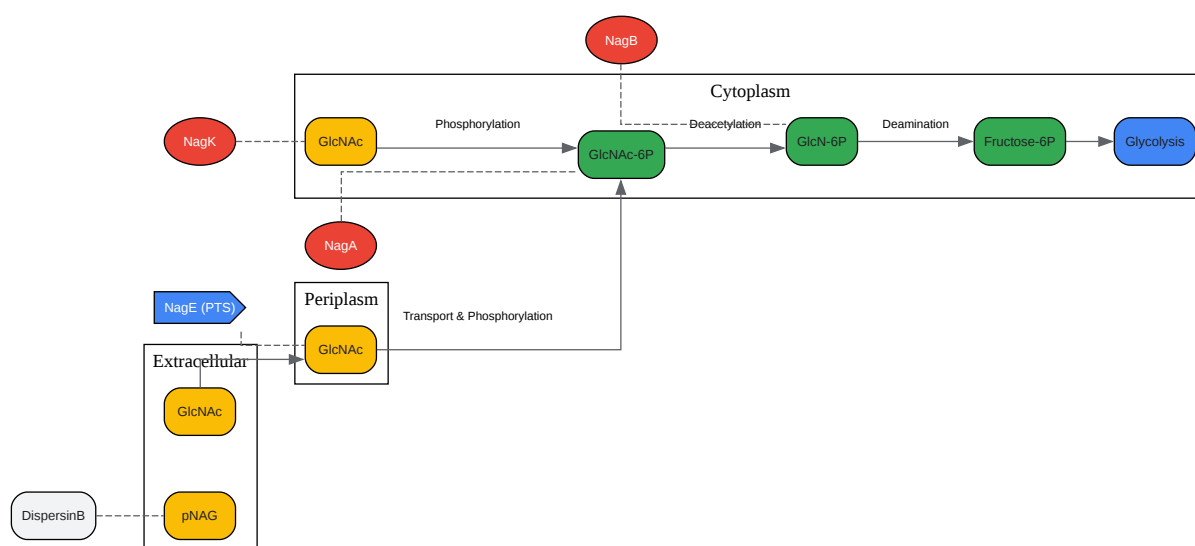 NagB
Cytoplasm
NagK
GlcNAc
Phosphorylation
GlcNAc-6P
Deacetylation
GlcN-6P
Deamination
Fructose-6P
Glycolysis
NagA
NagE (PTS)
Periplasm
GlcNAc
Transport & Phosphorylation
Extracellular
GlcNAc
DispersinB
pNAG